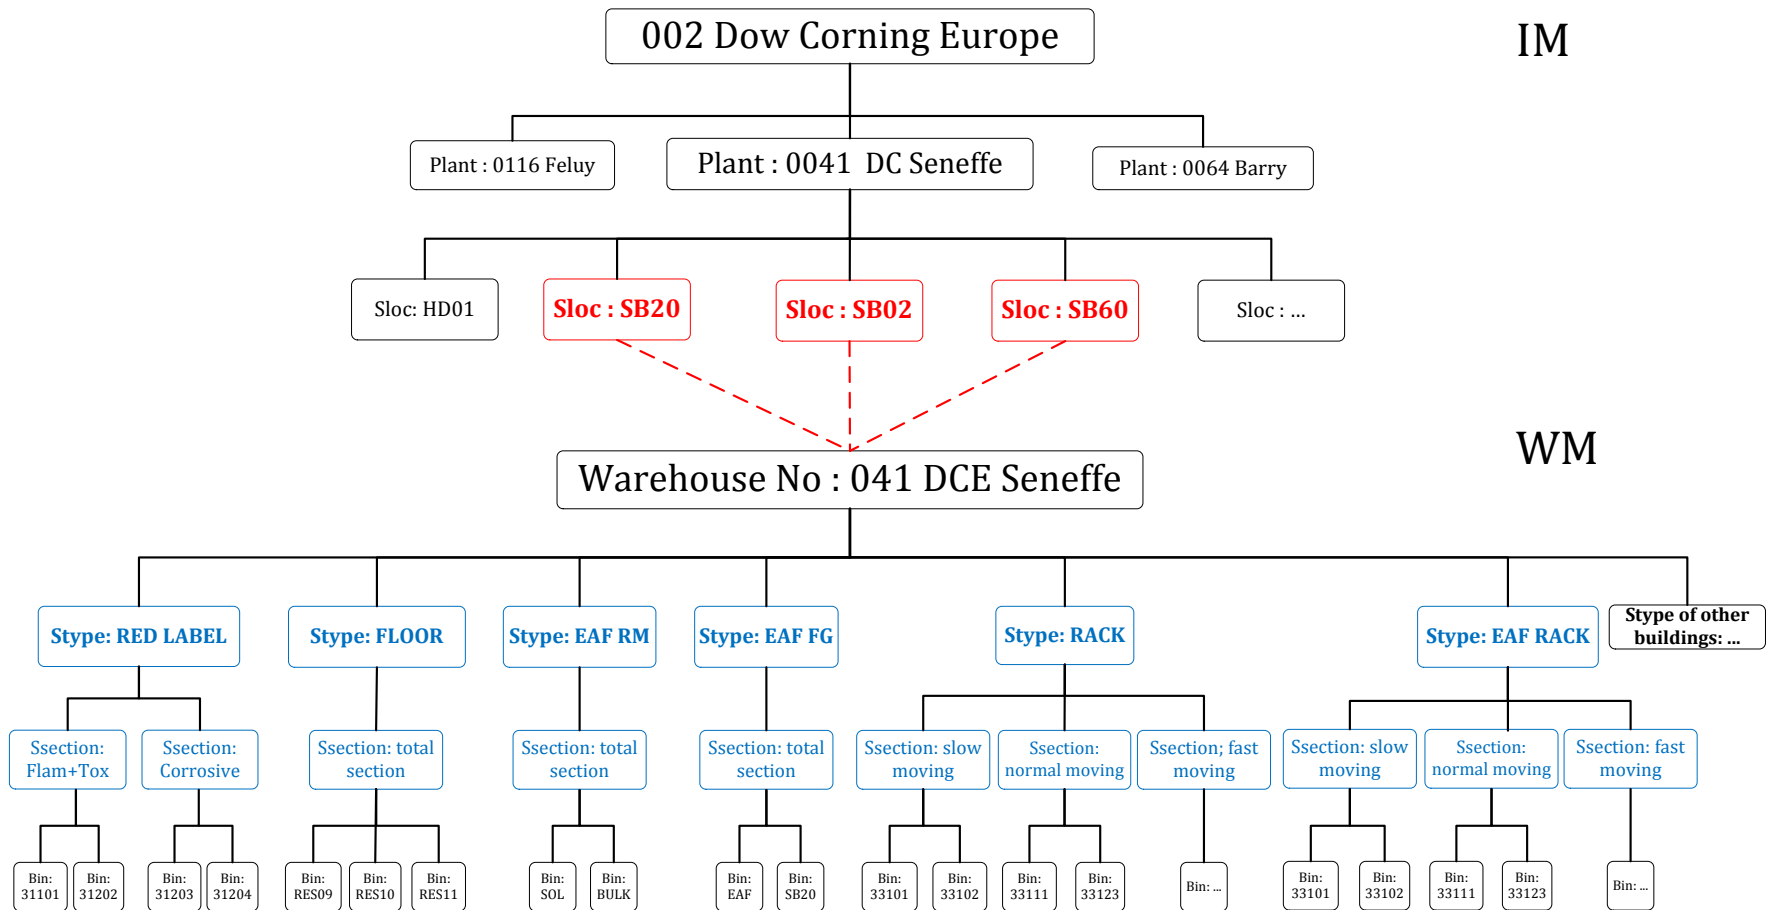 002 Dow Corning Europe
IM
Plant : 0116 Feluy
Plant : 0041  DC Seneffe
Plant : 0064 Barry
Sloc: HD01
Sloc : SB20
Sloc : SB02
Sloc : SB60
Sloc : ...
WM
Warehouse No : 041 DCE Seneffe
Stype: RED LABEL
Stype: FLOOR
Stype: EAF RM
Stype: EAF FG
Stype: RACK
Stype: EAF RACK
Stype of other
buildings: ...
Ssection:
Flam+Tox
Ssection:
Corrosive
Ssection: total
section
Ssection: total
section
Ssection: total
section
Ssection: slow
moving
Ssection:
normal moving
Ssection; fast
moving
Ssection: slow
moving
Ssection:
normal moving
Ssection: fast
moving
Bin:
31101
Bin:
31202
Bin:
31203
Bin:
31204
Bin:
RES09
Bin:
RES10
Bin:
RES11
Bin:
SOL
Bin:
BULK
Bin:
EAF
Bin:
SB20
Bin:
33101
Bin:
33102
Bin:
33111
Bin:
33123
Bin: ...
Bin:
33101
Bin:
33102
Bin:
33111
Bin:
33123
Bin: ...